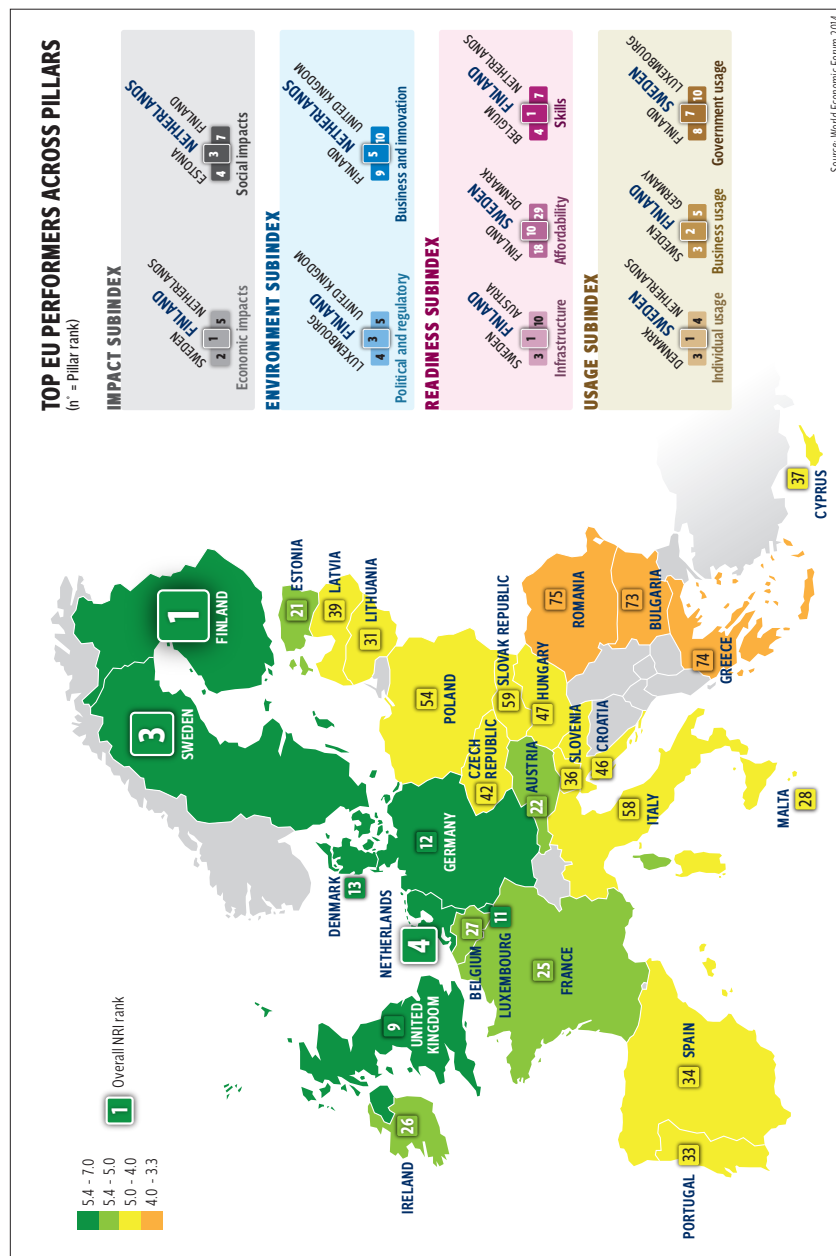 5.4 - 7.0
5.4 - 5.0
5.0 - 4.0
4.0 - 3.3
1 Overall NRI rank
1
FINLAND
3
SWEDEN
21
ESTONIA
39
LATVIA
31
LITHUANIA
DENMARK
13
NETHERLANDS
4
9
UNITED
KINGDOM
26
IRELAND
BELGIUM
27
LUXEMBOURG
11
12
GERMANY
54
POLAND
CZECH
REPUBLIC
42
59
SLOVAK REPUBLIC
22
AUSTRIA
47
HUNGARY
36
SLOVENIA
46
CROATIA
75
ROMANIA
73
BULGARIA
74
GREECE
37
CYPRUS
25
FRANCE
58
ITALY
MALTA
28
34
SPAIN
PORTUGAL
33
TOP EU PERFORMERS ACROSS PILLARS
(n° = Pillar rank)
IMPACT SUBINDEX
SWEDEN
FINLAND
NETHERLANDS
2 1 5
Economic impacts
ESTONIA
NETHERLANDS
FINLAND
4 3 7
Social impacts
ENVIRONMENT SUBINDEX
LUXEMBOURG
FINLAND
UNITED KINGDOM
4 3 5
Political and regulatory
FINLAND
NETHERLANDS
UNITED KINGDOM
9 5 10
Business and innovation
READINESS SUBINDEX
SWEDEN
FINLAND
AUSTRIA
3 1 10
Infrastructure
FINLAND
SWEDEN
DENMARK
18 10 29
Affordability
BELGIUM
FINLAND
NETHERLANDS
4 1 7
Skills
USAGE SUBINDEX
DENMARK
SWEDEN
NETHERLANDS
3 1 4
Individual usage
SWEDEN
FINLAND
GERMANY
3 2 5
Business usage
FINLAND
SWEDEN
LUXEMBOURG
8 7 10
Government usage
Source: World Economic Forum 2014